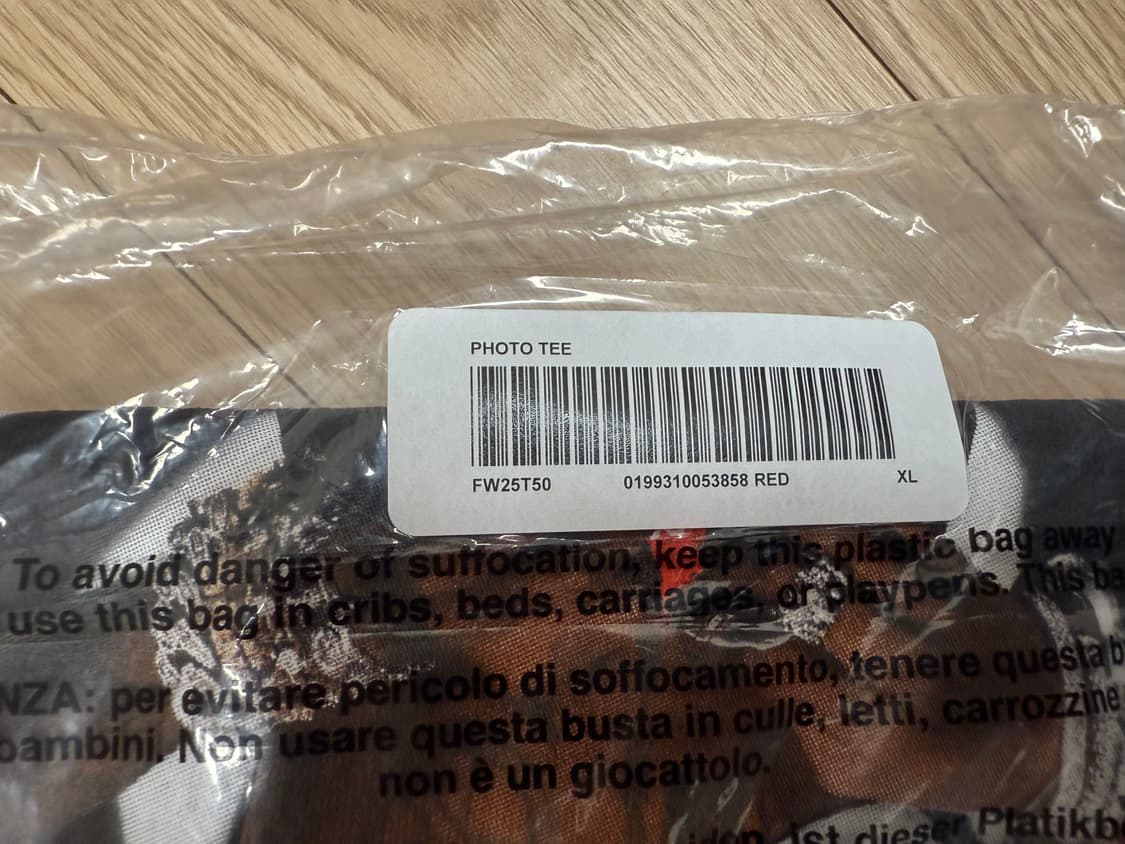 PHOTO TEE
FW25T50 0199310053858 RED XL
To avoid danger of suffocation, keep this plastic bag away
use this bag in cribs, beds, carriages, or playpens. This
NZA: per evitare pericolo di soffocamento, tenere questa
bambini. Non usare questa busta in culle, letti, carrozzine
non è un giocattolo.
ist dieser Platikb